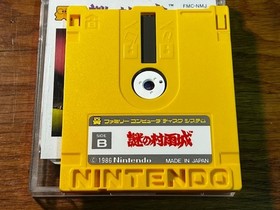 FMC-NMJ
ファミリー コンピュータ ディスク システム
SIDE
B
謎の村雨城
© 1986 Nintendo
MADE IN JAPAN
NINTENDO